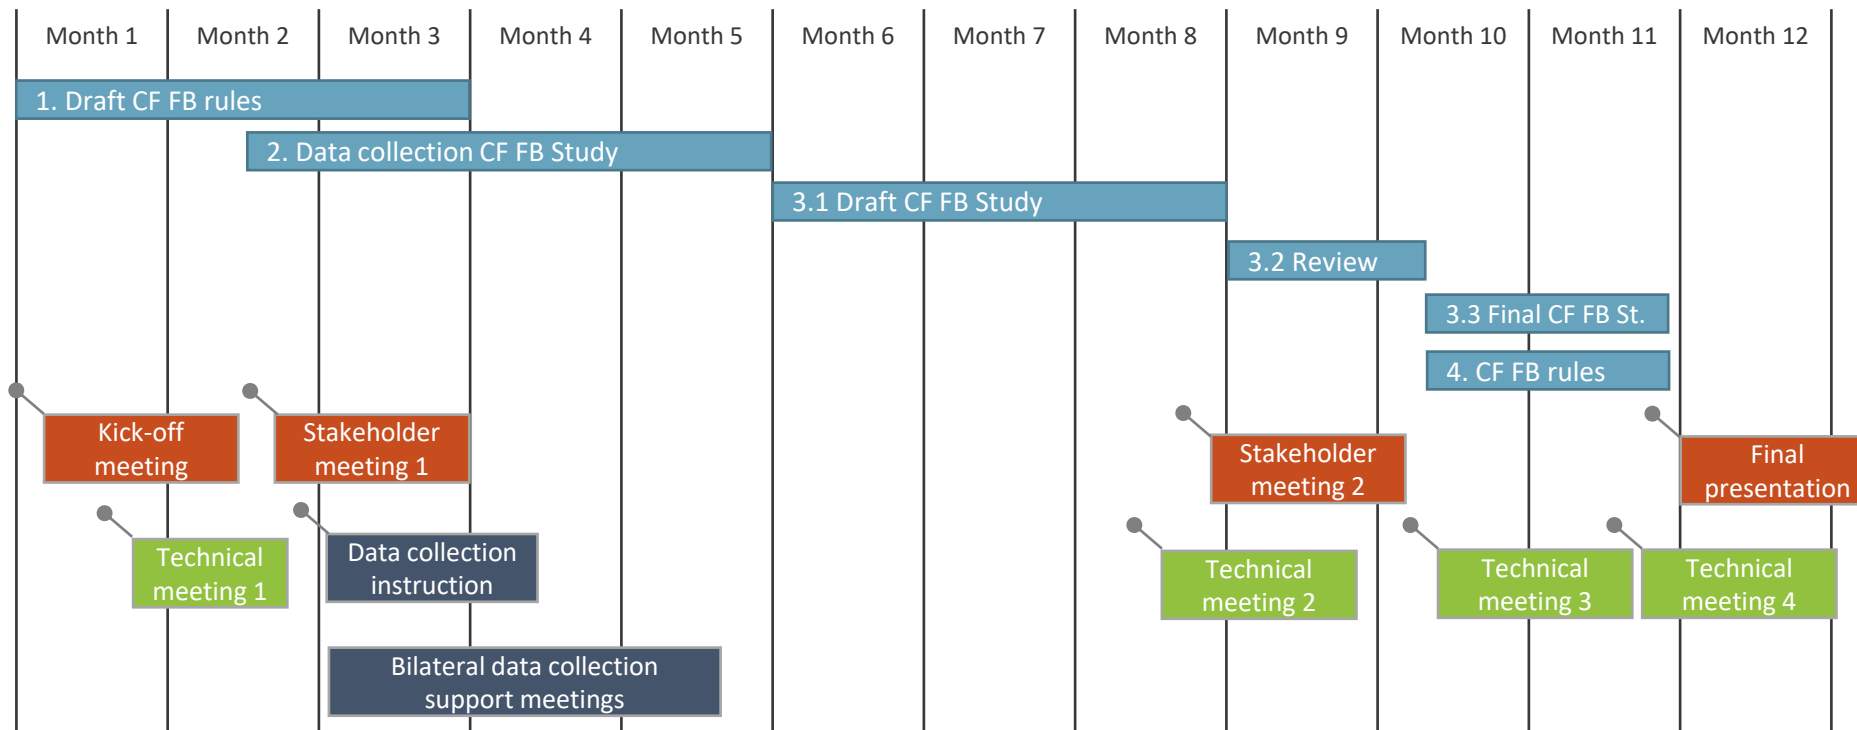 Month 1
Month 2
Month 3
Month 4
Month 5
Month 6
Month 7
Month 8
Month 9
Month 10
Month 11
Month 12
1. Draft CF FB rules
2. Data collection CF FB Study
3.1 Draft CF FB Study
3.2 Review
3.3 Final CF FB St.
4. CF FB rules
Kick-off
meeting
Stakeholder
meeting 1
Stakeholder
meeting 2
Final
presentation
Technical
meeting 1
Data collection
instruction
Technical
meeting 2
Technical
meeting 3
Technical
meeting 4
Bilateral data collection
support meetings